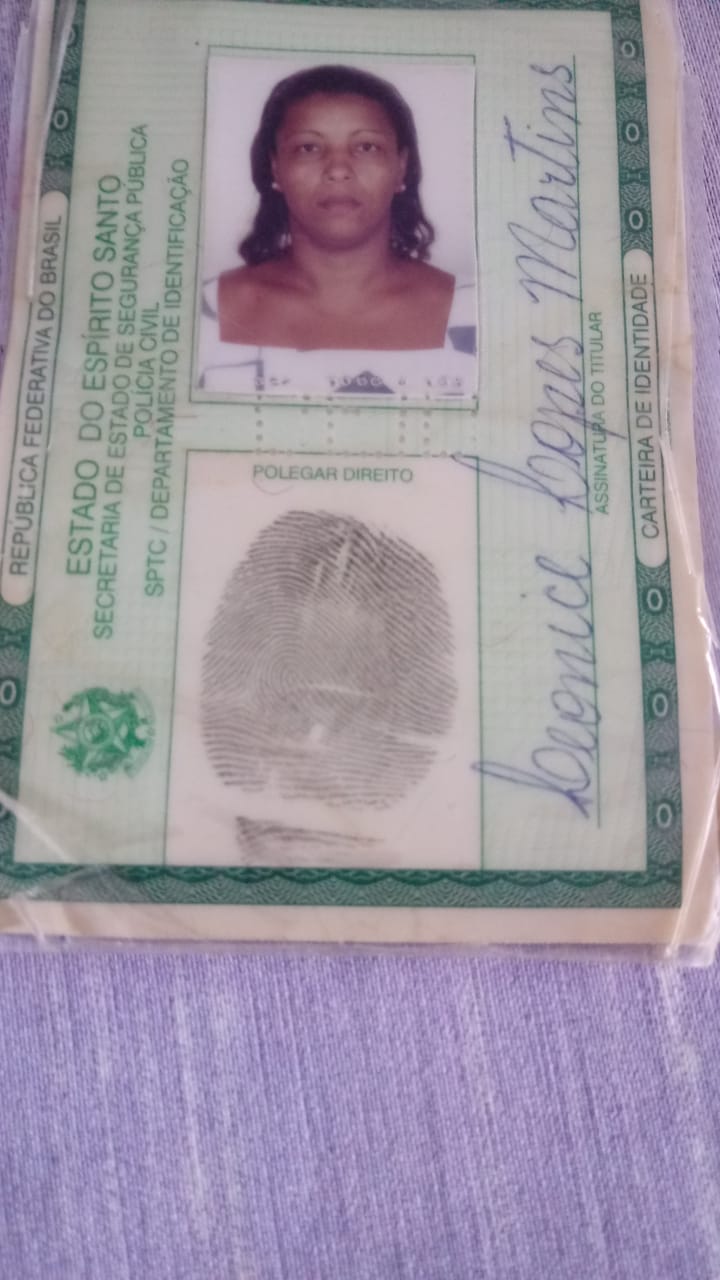 REPÚBLICA FEDERATIVA DO BRASIL
ESTADO DO ESPÍRITO SANTO
SECRETARIA DE ESTADO DE SEGURANÇA PÚBLICA
POLÍCIA CIVIL
SPTC / DEPARTAMENTO DE IDENTIFICAÇÃO
POLEGAR DIREITO
Leonice Lopes Martins
ASSINATURA DO TITULAR
CARTEIRA DE IDENTIDADE